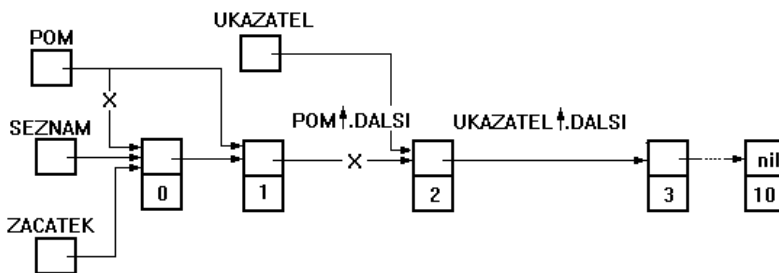 UKAZATEL
POM
X
POM↑.DALSI
UKAZATEL↑.DALSI
SEZNAM
X
nil
0
1
2
3
10
ZACATEK